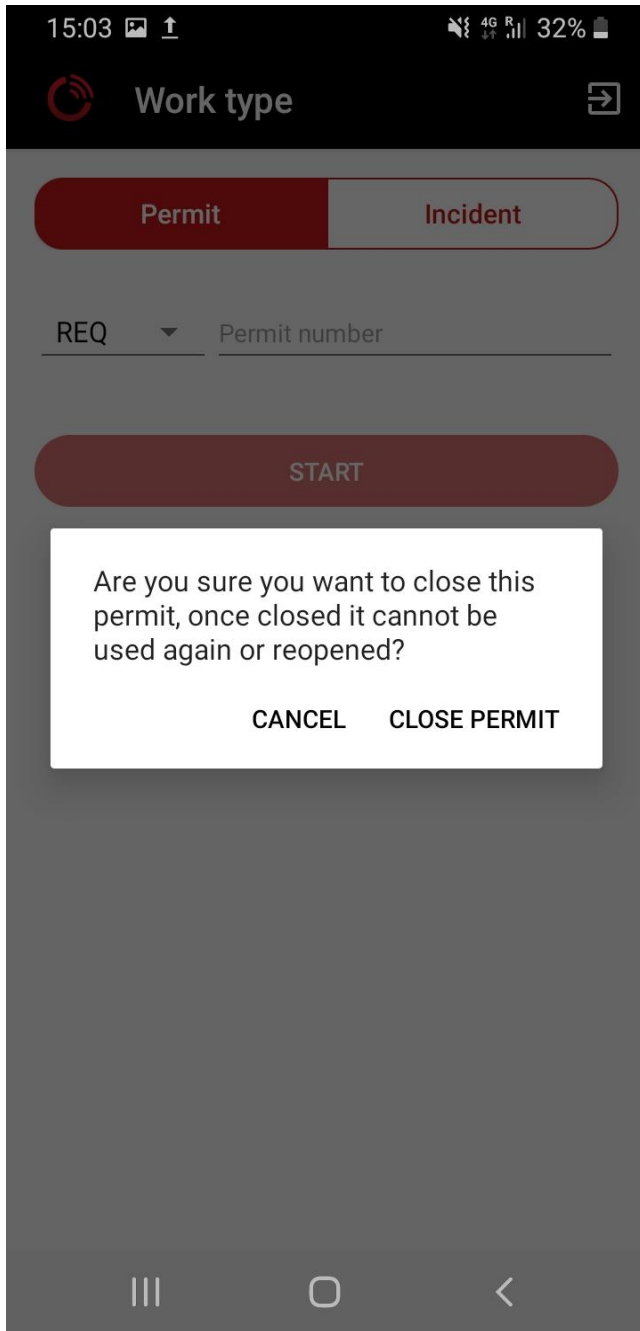 15:03 4G R 32%
Work type
Permit Incident
REQ Permit number
START
Are you sure you want to close this
permit, once closed it cannot be
used again or reopened?
CANCEL CLOSE PERMIT